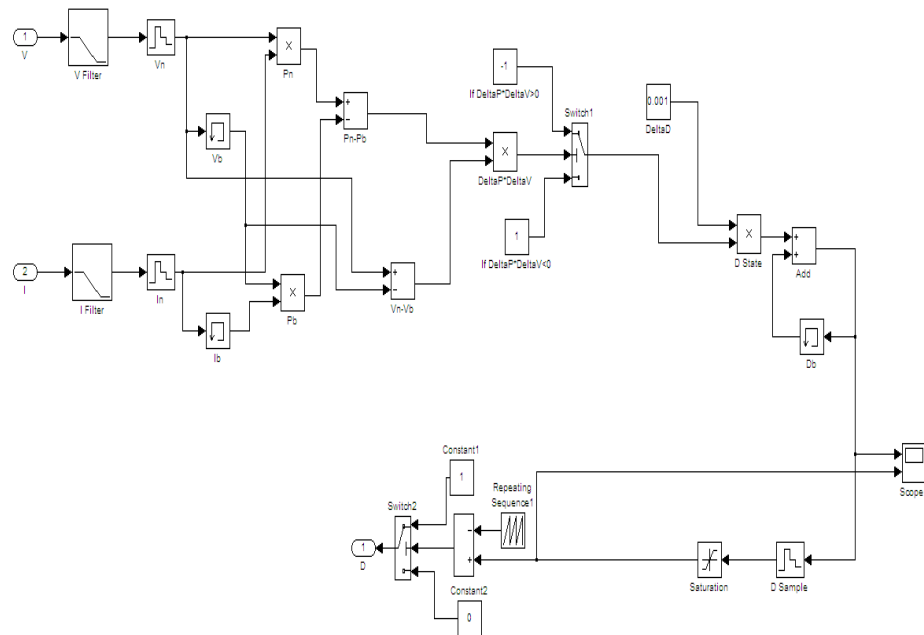 1
V
V Filter
Vn
X
Pn
-1
If DeltaP*DeltaV>0
+
−
Pn-Pb
Switch1
0.001
DeltaD
Vb
X
DeltaP*DeltaV
1
If DeltaP*DeltaV<0
X
D State
+
+
Add
2
I
I Filter
In
X
Pb
+
−
Vn-Vb
Ib
Db
Constant1
1
Repeating
Sequence1
Scope
Switch2
1
D
−
+
Constant2
0
Saturation
D Sample